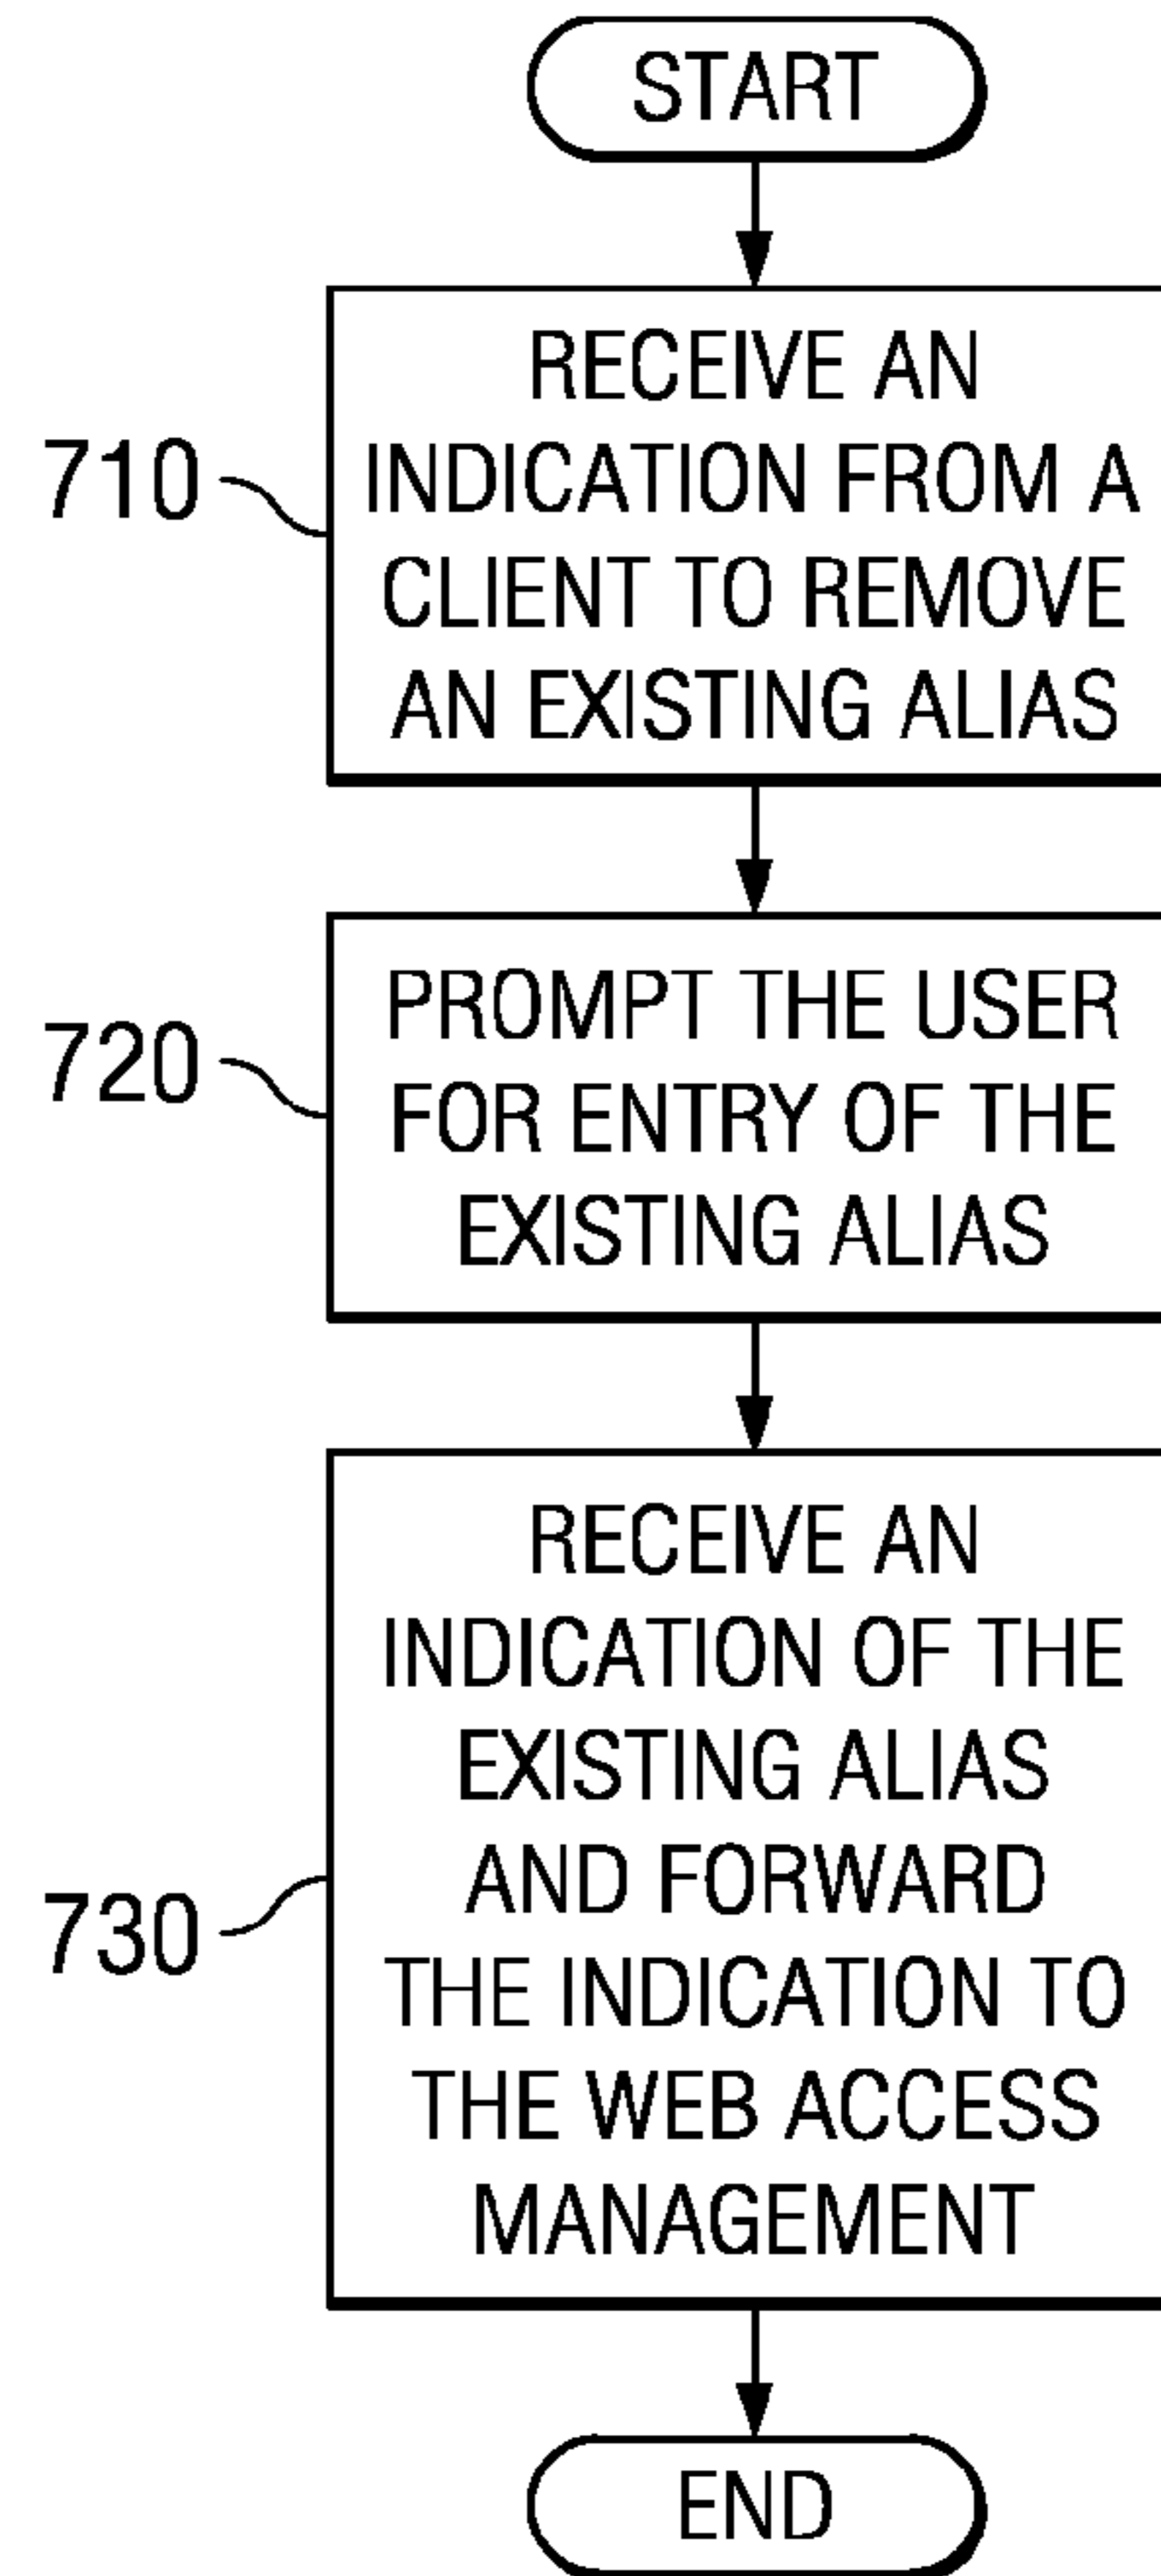 START
710
RECEIVE AN
INDICATION FROM A
CLIENT TO REMOVE
AN EXISTING ALIAS
720
PROMPT THE USER
FOR ENTRY OF THE
EXISTING ALIAS
730
RECEIVE AN
INDICATION OF THE
EXISTING ALIAS
AND FORWARD
THE INDICATION TO
THE WEB ACCESS
MANAGEMENT
END